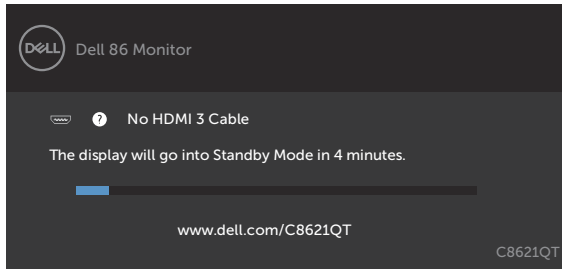 DELL
Dell 86 Monitor
? No HDMI 3 Cable
The display will go into Standby Mode in 4 minutes.
www.dell.com/C8621QT
C8621QT